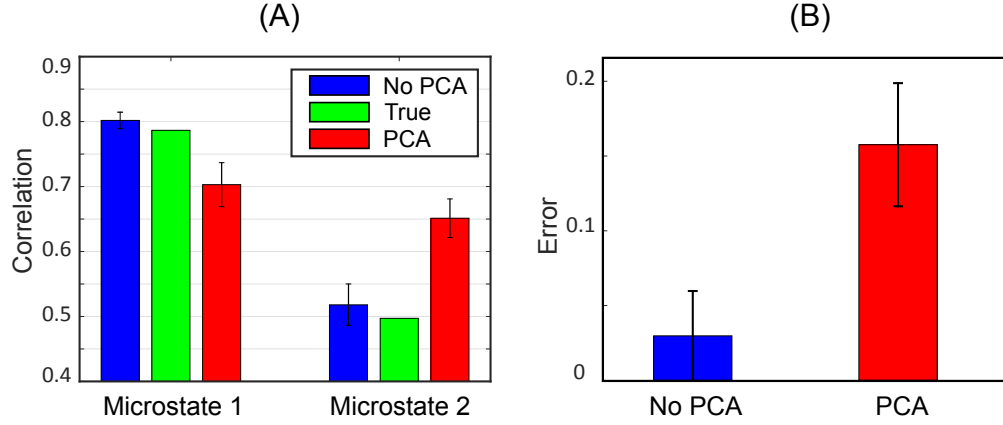 (A)
Correlation
0.9
0.8
0.7
0.6
0.5
0.4
No PCA
True
PCA
Microstate 1
Microstate 2
(B)
Error
0.2
0.1
0
No PCA
PCA